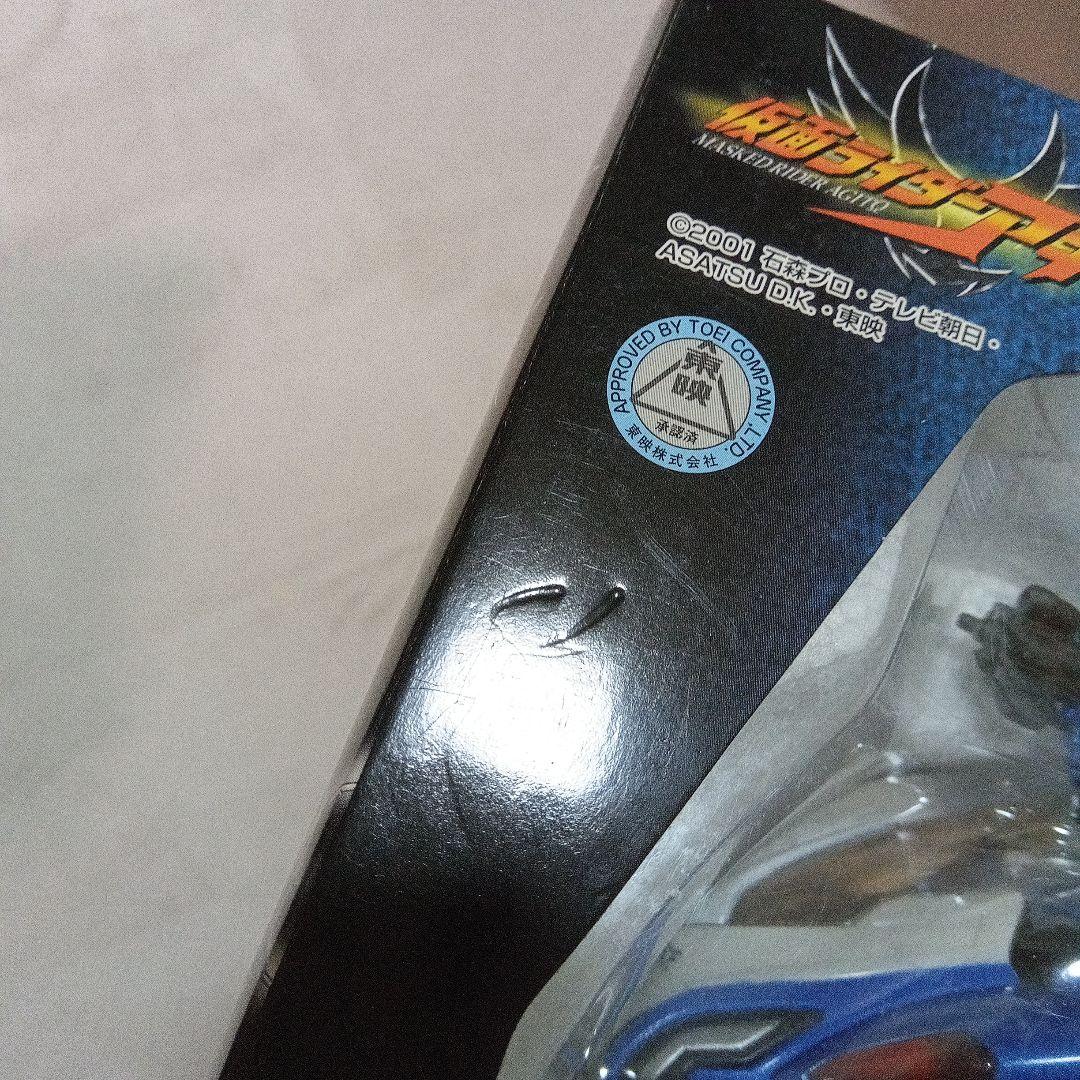 仮面ライダーアギ
MASKED RIDER AGITO
©2001 石森プロ・テレビ朝日・
ASATSU D.K.・東映
APPROVED BY TOEI COMPANY,LTD.
東映
承認済
東映株式会社